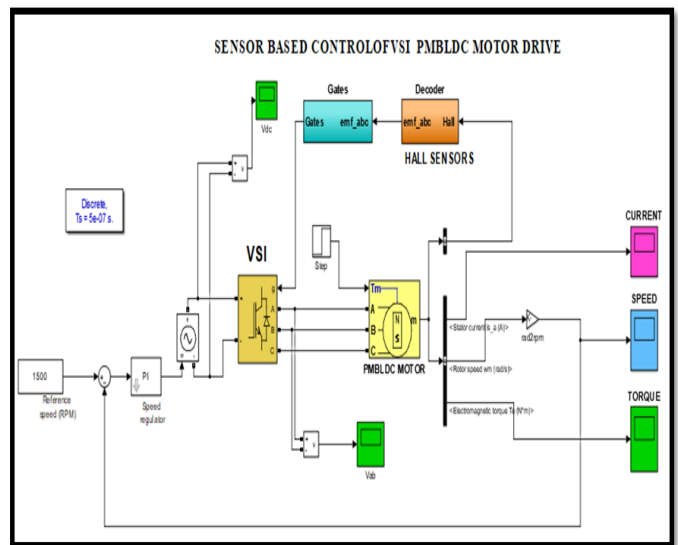 SENSOR BASED CONTROLOFVSI PMBLDC MOTOR DRIVE
Gates
Decoder
Vdc
Gates
emf_abc
emf_abc
Hall
HALL SENSORS
+
-
v
Discrete,
Ts = 5e-07 s.
CURRENT
VSI
Step
g
+
A
B
-
C
Tm
A
B
C
m
N
S
PMBLDC MOTOR
<Stator current is_a (A)>
rad2rpm
SPEED
<Rotor speed wm (rad/s)>
1500
Reference
speed (RPM)
PI
Speed
regulator
TORQUE
<Electromagnetic torque Te (N*m)>
+
-
v
Vab